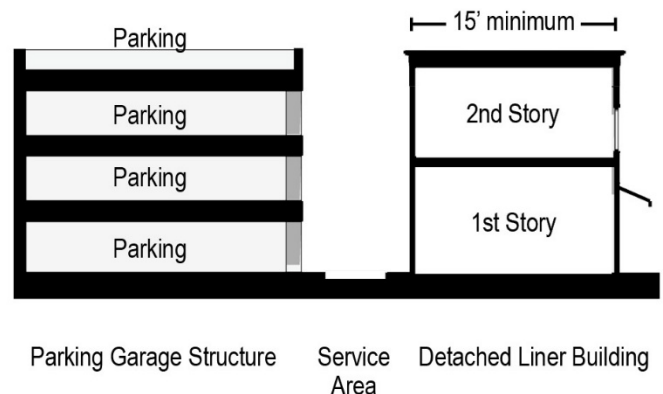 15’ minimum
Parking
Parking
2nd Story
Parking
1st Story
Parking
Parking Garage Structure
Service
Area
Detached Liner Building